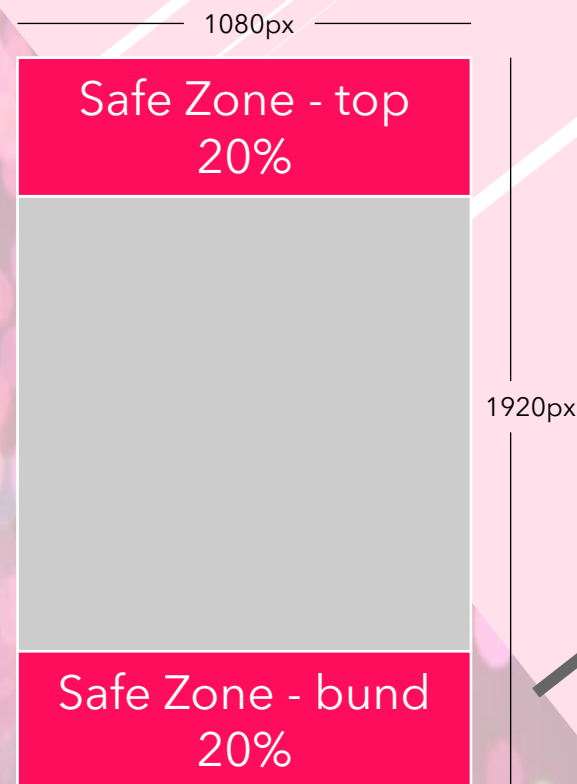 1080px
Safe Zone - top
20%
1920px
Safe Zone - bund
20%